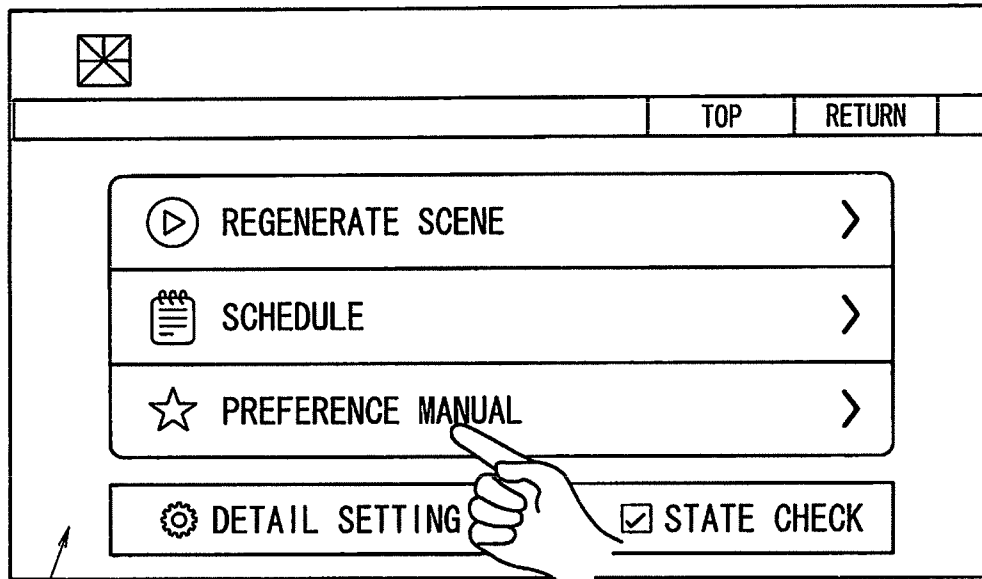 TOP RETURN
REGENERATE SCENE
SCHEDULE
PREFERENCE MANUAL
DETAIL SETTING STATE CHECK